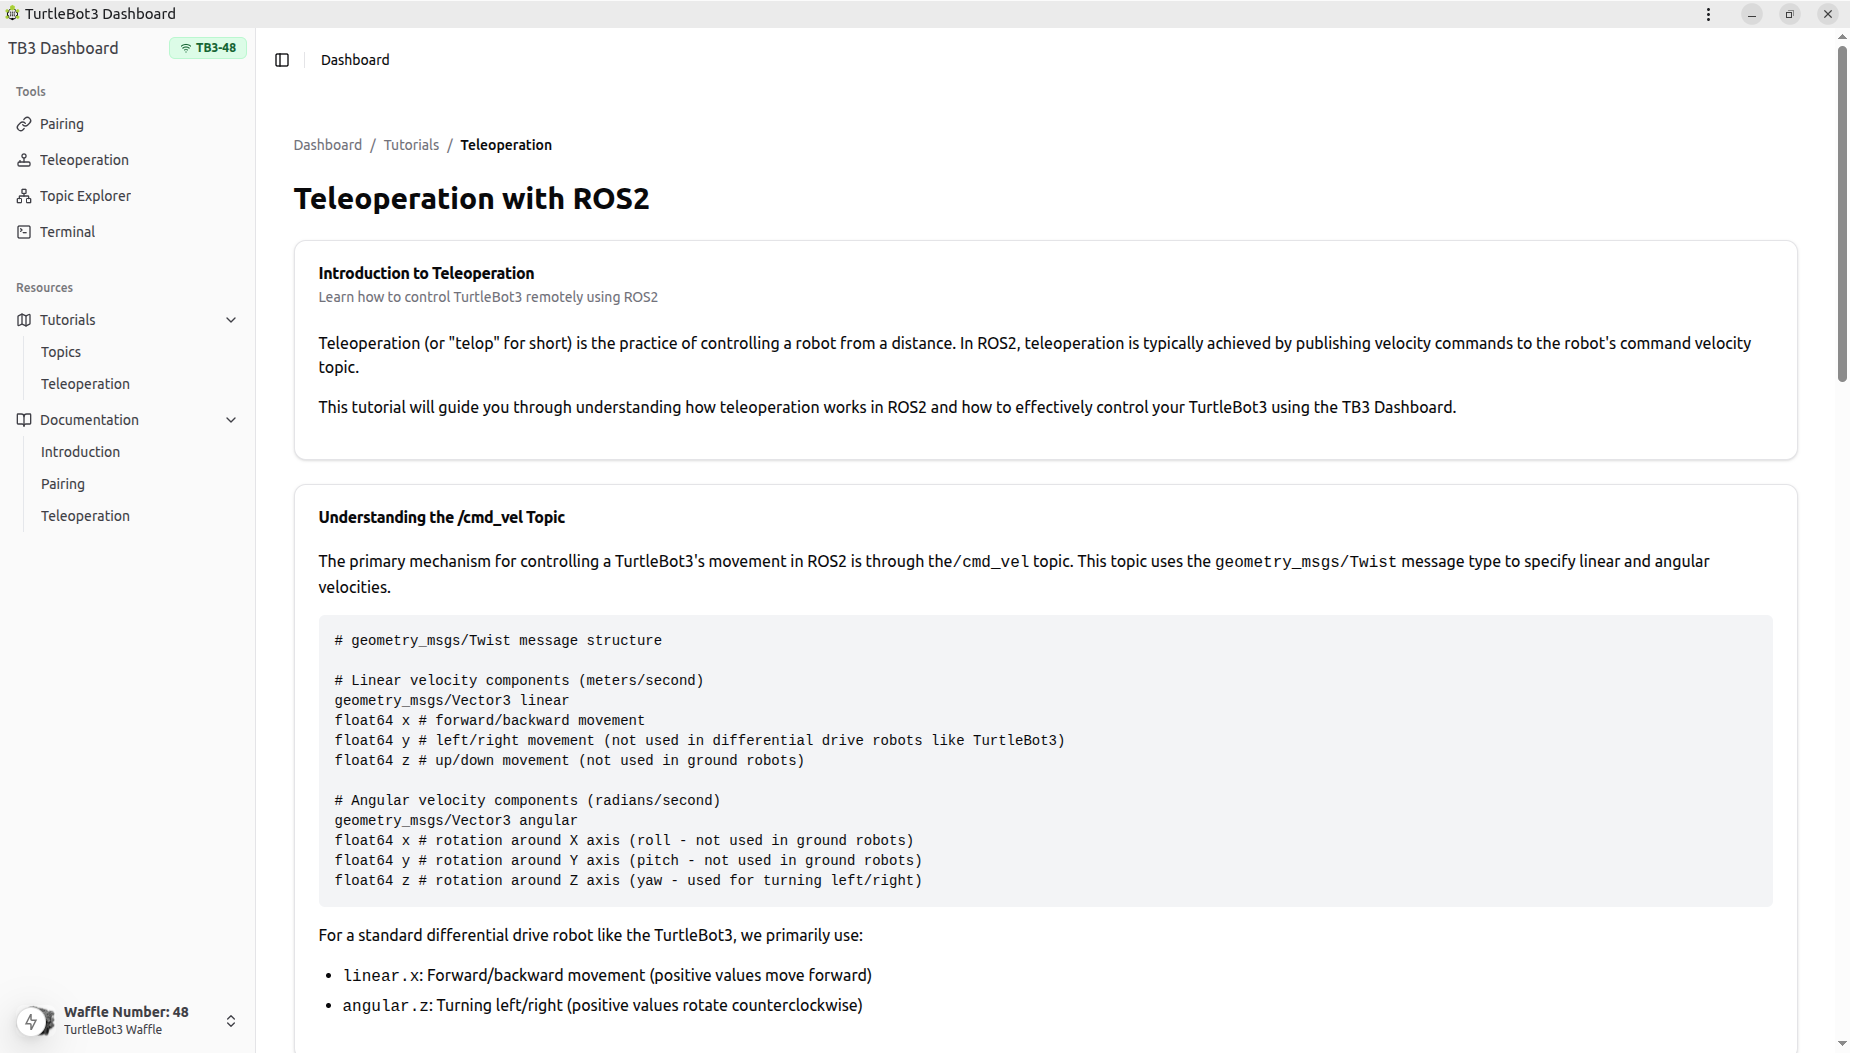 TurtleBot3 Dashboard
TB3 Dashboard
TB3-48
Tools
Pairing
Teleoperation
Topic Explorer
Terminal
Resources
Tutorials
Topics
Teleoperation
Documentation
Introduction
Pairing
Teleoperation
Waffle Number: 48
TurtleBot3 Waffle
Dashboard
Dashboard / Tutorials / Teleoperation
Teleoperation with ROS2
Introduction to Teleoperation
Learn how to control TurtleBot3 remotely using ROS2
Teleoperation (or "telop" for short) is the practice of controlling a robot from a distance. In ROS2, teleoperation is typically achieved by publishing velocity commands to the robot's command velocity
topic.
This tutorial will guide you through understanding how teleoperation works in ROS2 and how to effectively control your TurtleBot3 using the TB3 Dashboard.
Understanding the /cmd_vel Topic
The primary mechanism for controlling a TurtleBot3's movement in ROS2 is through the/cmd_vel topic. This topic uses the geometry_msgs/Twist message type to specify linear and angular
velocities.
# geometry_msgs/Twist message structure
# Linear velocity components (meters/second)
geometry_msgs/Vector3 linear
float64 x # forward/backward movement
float64 y # left/right movement (not used in differential drive robots like TurtleBot3)
float64 z # up/down movement (not used in ground robots)
# Angular velocity components (radians/second)
geometry_msgs/Vector3 angular
float64 x # rotation around X axis (roll - not used in ground robots)
float64 y # rotation around Y axis (pitch - not used in ground robots)
float64 z # rotation around Z axis (yaw - used for turning left/right)
For a standard differential drive robot like the TurtleBot3, we primarily use:
• linear.x: Forward/backward movement (positive values move forward)
• angular.z: Turning left/right (positive values rotate counterclockwise)